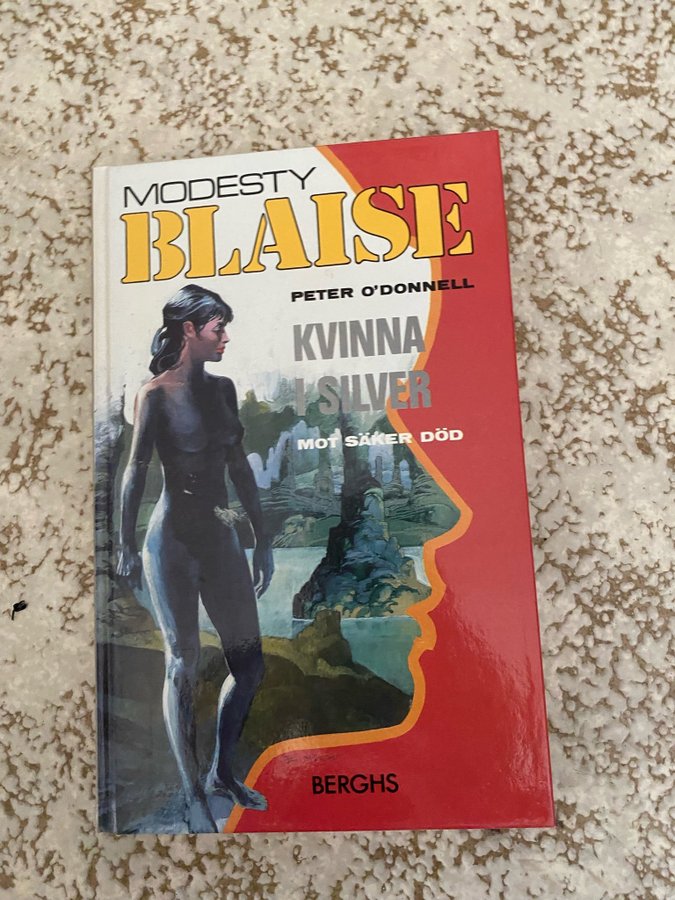 MODESTY
BLAISE
PETER O'DONNELL
KVINNA
I SILVER
MOT SÄKER DÖD
BERGHS